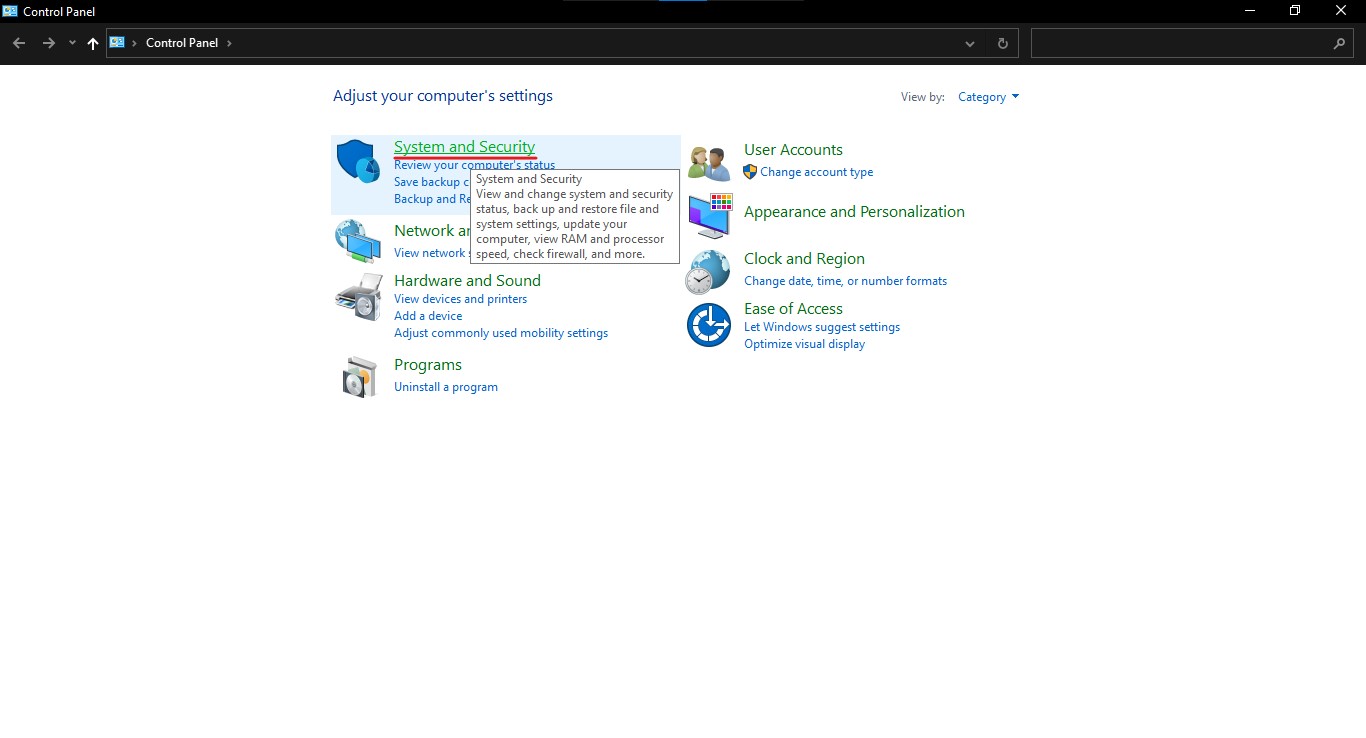 Control Panel
Control Panel
Adjust your computer's settings
View by: Category
System and Security
Review your computer's status
Save backup c
Backup and Re
System and Security
View and change system and security
status, back up and restore file and
system settings, update your
computer, view RAM and processor
speed, check firewall, and more.
Network an
View network s
Hardware and Sound
View devices and printers
Add a device
Adjust commonly used mobility settings
Programs
Uninstall a program
User Accounts
Change account type
Appearance and Personalization
Clock and Region
Change date, time, or number formats
Ease of Access
Let Windows suggest settings
Optimize visual display